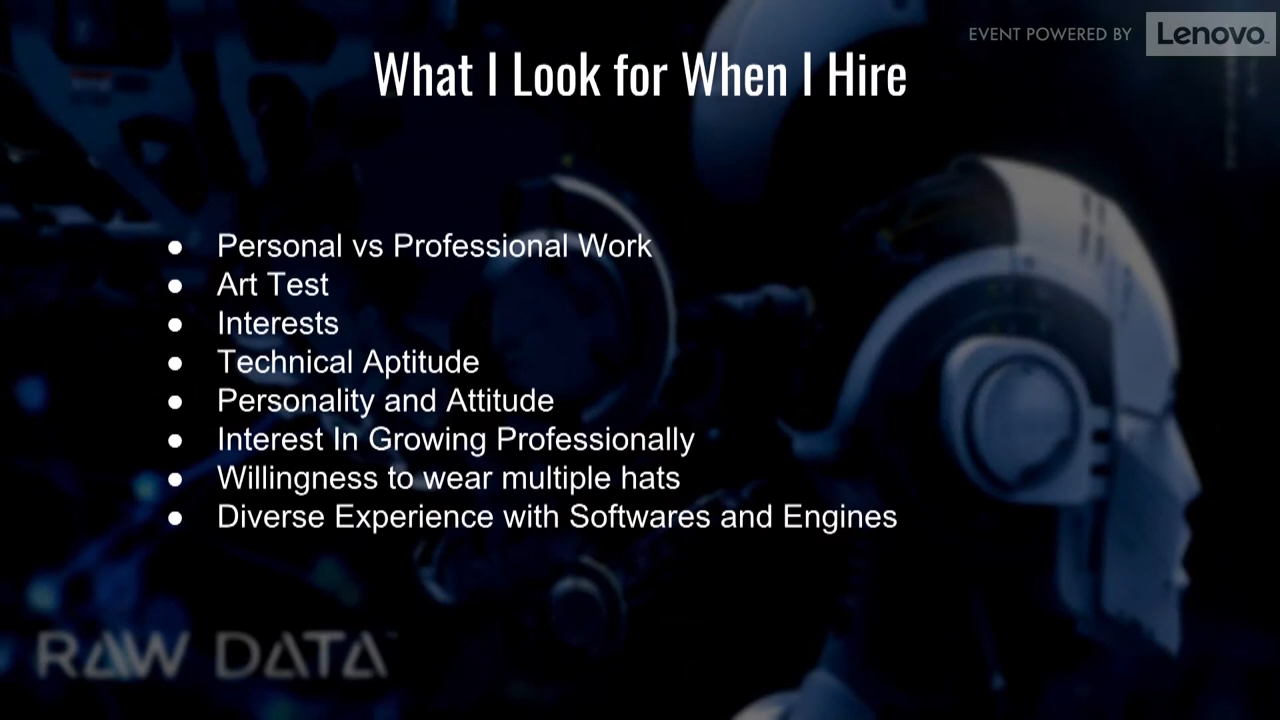 EVENT POWERED BY Lenovo
What I Look for When I Hire
● Personal vs Professional Work
● Art Test
● Interests
● Technical Aptitude
● Personality and Attitude
● Interest In Growing Professionally
● Willingness to wear multiple hats
● Diverse Experience with Softwares and Engines
RAW DATA